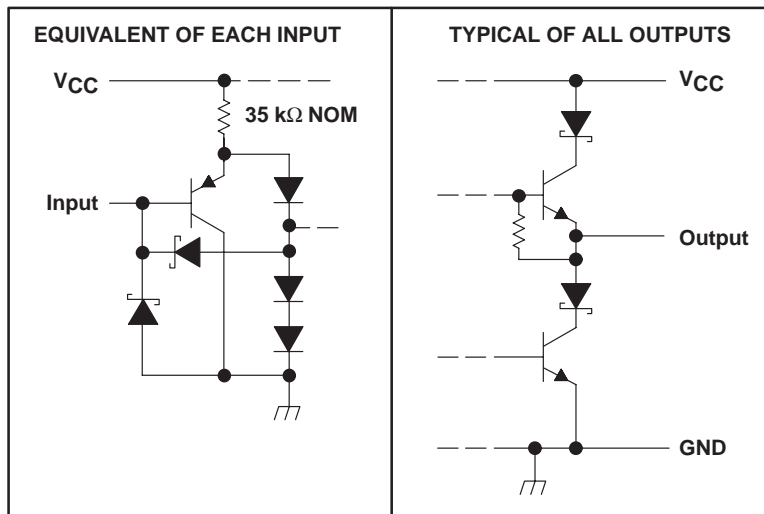 EQUIVALENT OF EACH INPUT
VCC
35 kΩ NOM
Input
TYPICAL OF ALL OUTPUTS
VCC
Output
GND